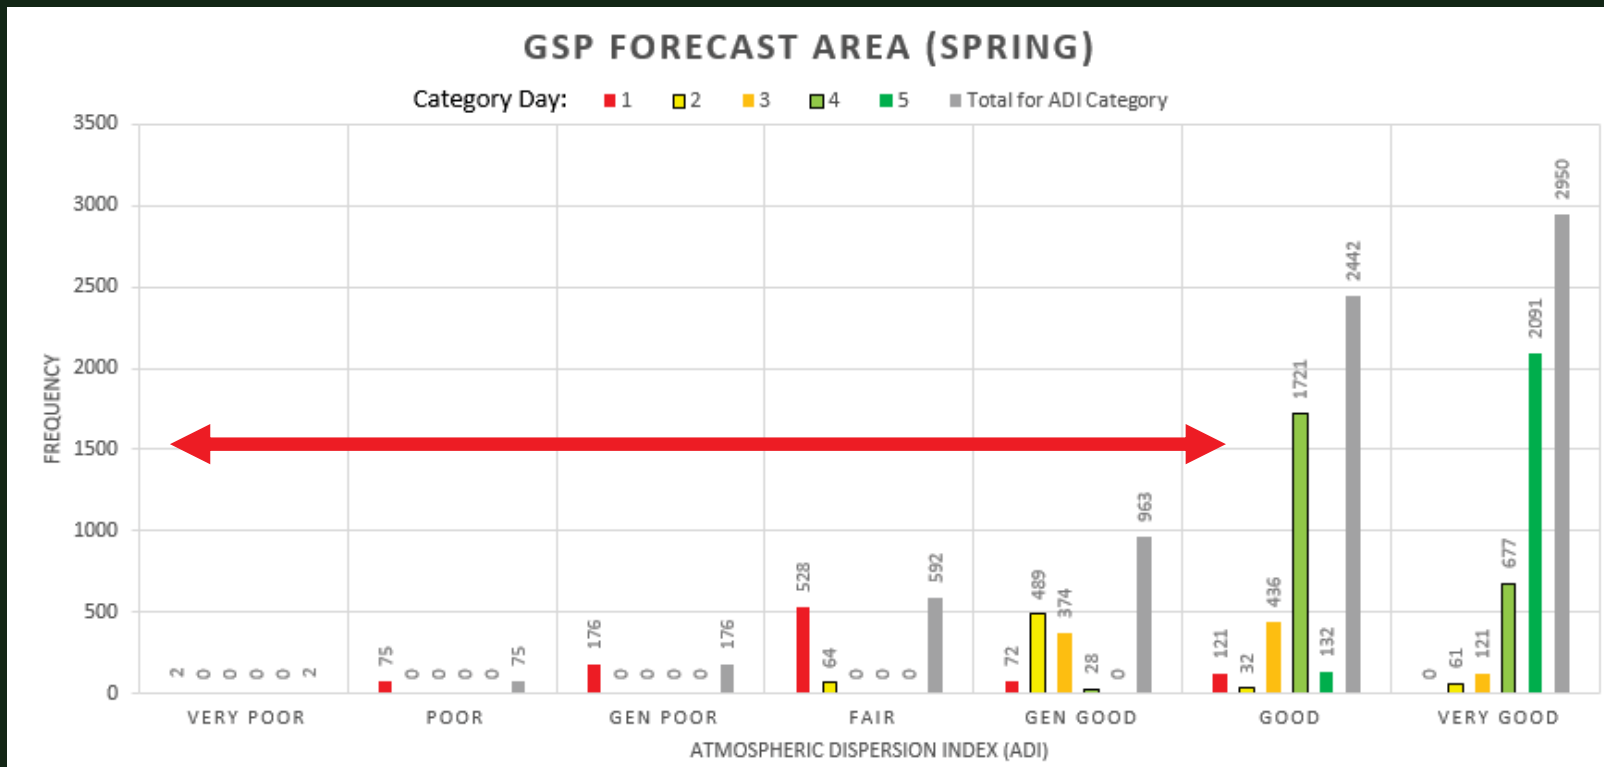 GSP FORECAST AREA (SPRING)
Category Day: 1 2 3 4 5 Total for ADI Category
3500
3000
2500
2000
1500
1000
500
0
FREQUENCY
2 0 0 0 0 2
75 0 0 0 0 75
176 0 0 0 0 176
528 64 0 0 0 592
72 489 374 28 0 963
121 32 436 1721 132 2442
0 61 121 677 2091 2950
VERY POOR POOR GEN POOR FAIR GEN GOOD GOOD VERY GOOD
ATMOSPHERIC DISPERSION INDEX (ADI)